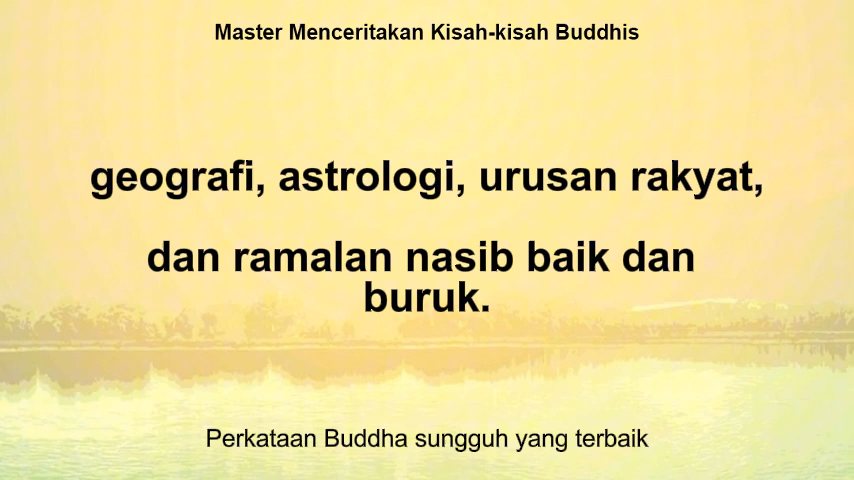 Master Menceritakan Kisah-kisah Buddhis
geografi, astrologi, urusan rakyat,
dan ramalan nasib baik dan
buruk.
Perkataan Buddha sungguh yang terbaik